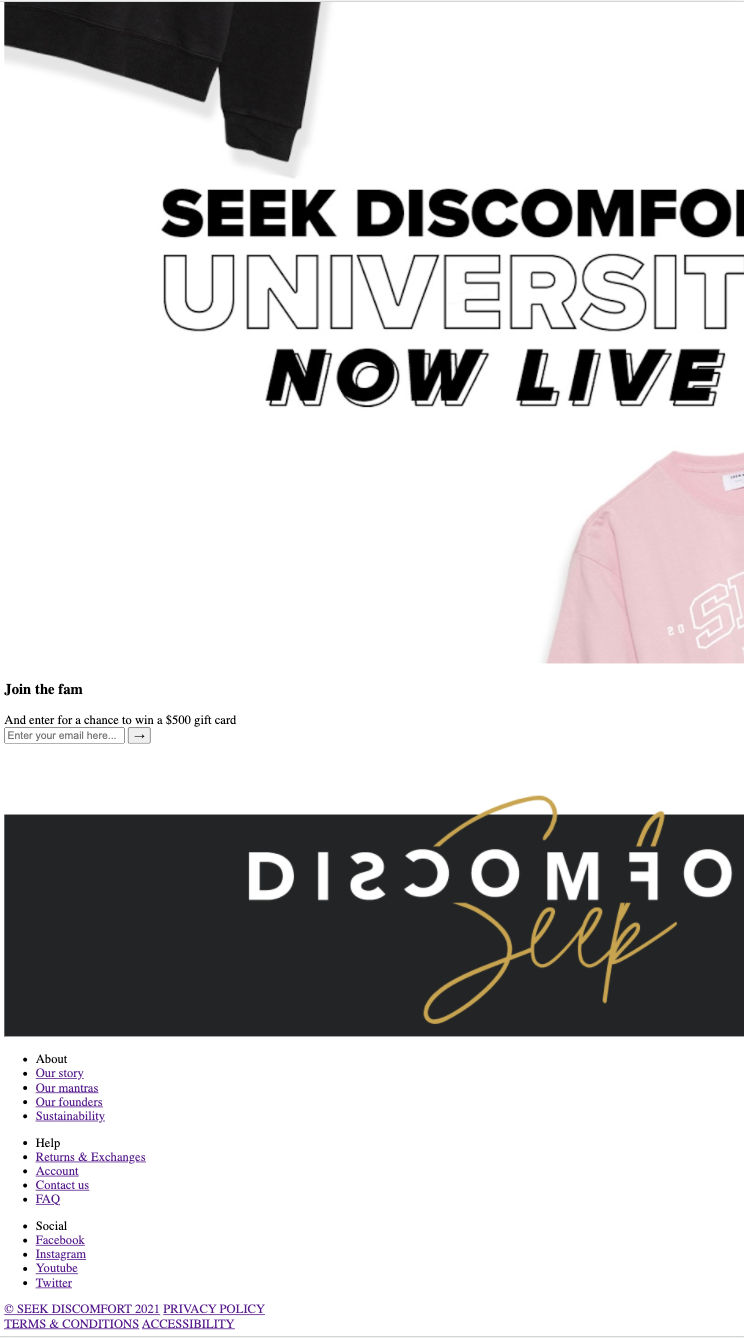 SEEK DISCOMFO
UNIVERSIT
NOW LIVE
Join the fam
And enter for a chance to win a $500 gift card
Enter your email here... →
DISCOMFO
Seek
About
Our story
Our mantras
Our founders
Sustainability
Help
Returns & Exchanges
Account
Contact us
FAQ
Social
Facebook
Instagram
Youtube
Twitter
© SEEK DISCOMFORT 2021 PRIVACY POLICY
TERMS & CONDITIONS ACCESSIBILITY